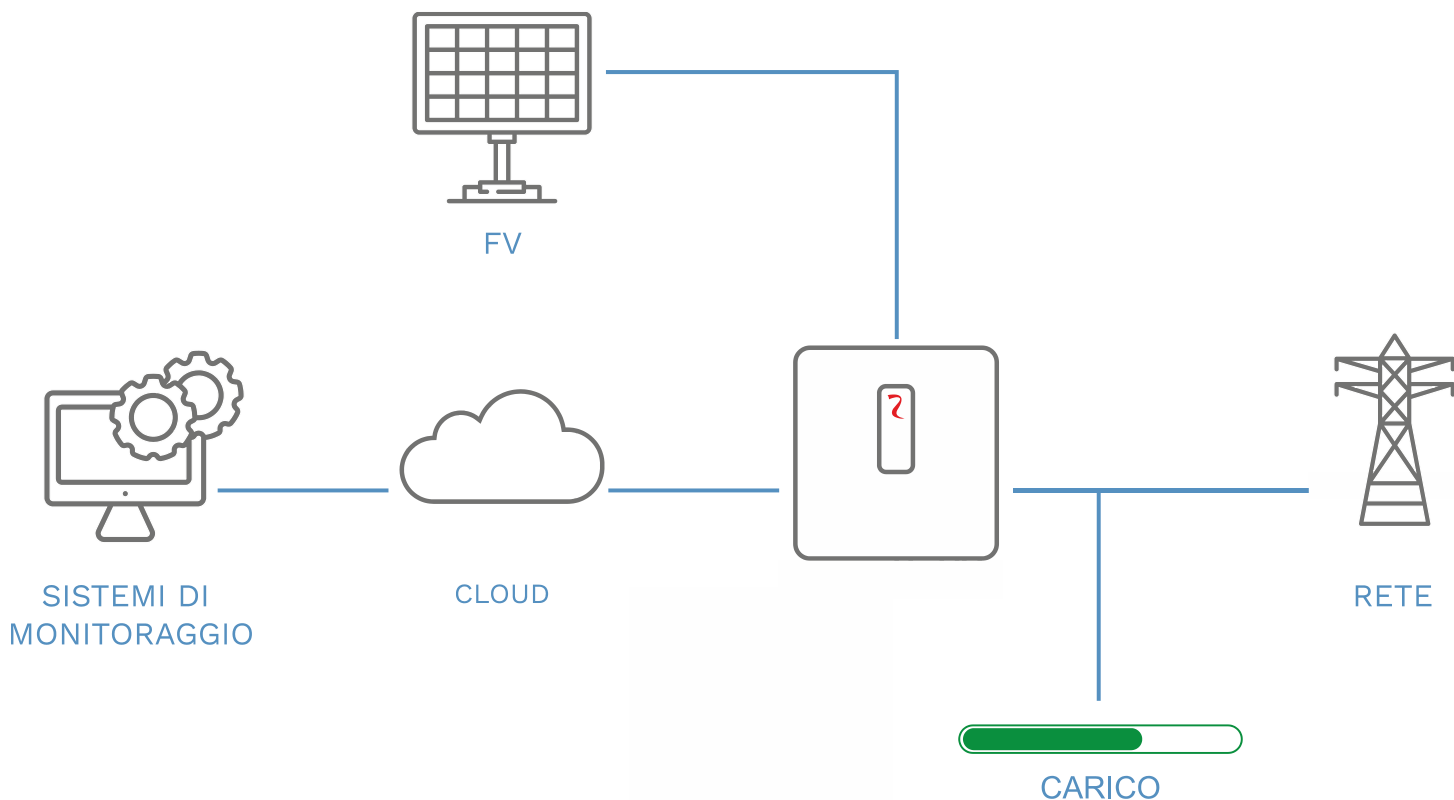 FV
SISTEMI DI
MONITORAGGIO
CLOUD
RETE
CARICO